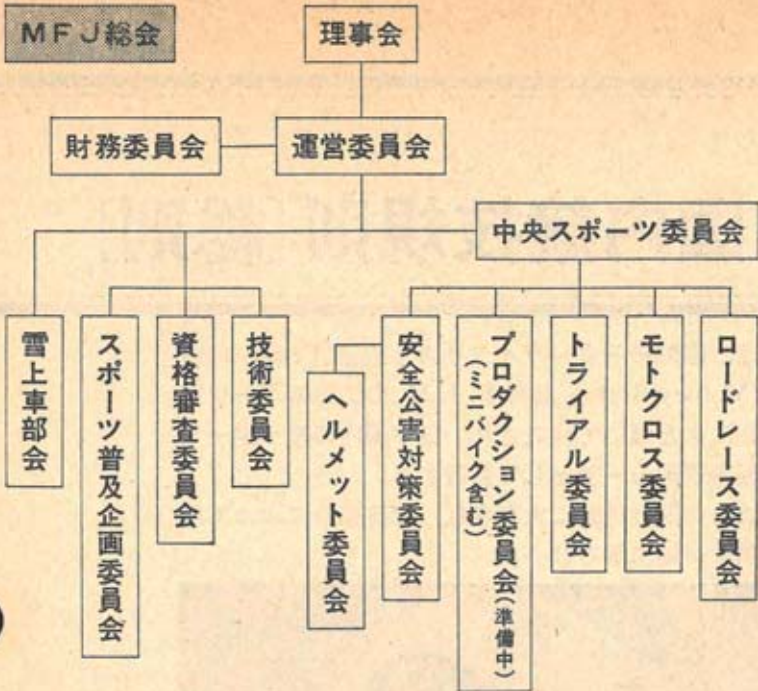 MFJ総会
理事会
財務委員会
運営委員会
中央スポーツ委員会
雪上車部会
スポーツ普及企画委員会
資格審査委員会
技術委員会
ヘルメット委員会
安全公害対策委員会
プロダクション委員会(準備中)
(ミニバイク含む)
トライアル委員会
モトクロス委員会
ロードレース委員会